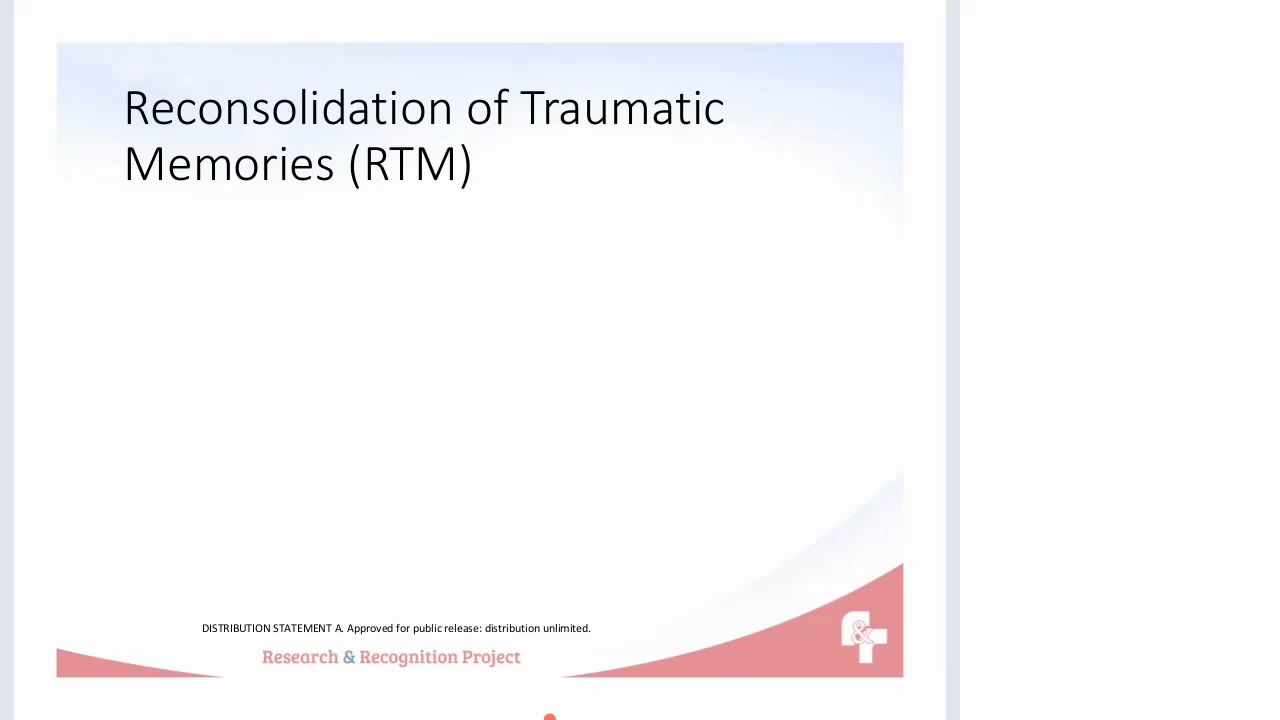 Reconsolidation of Traumatic
Memories (RTM)
DISTRIBUTION STATEMENT A. Approved for public release: distribution unlimited.
Research & Recognition Project
&